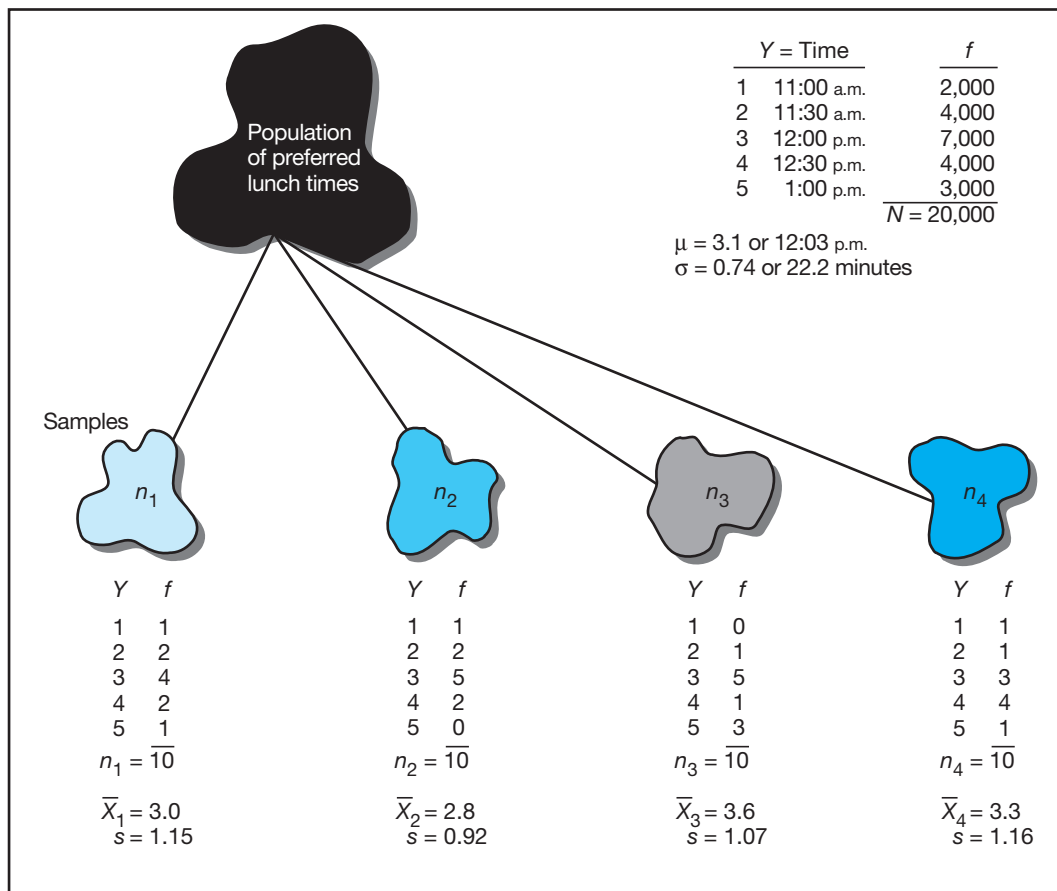 Y = Time f
1 11:00 a.m. 2,000
2 11:30 a.m. 4,000
3 12:00 p.m. 7,000
4 12:30 p.m. 4,000
5 1:00 p.m. 3,000
N = 20,000
μ = 3.1 or 12:03 p.m.
σ = 0.74 or 22.2 minutes
Population
of preferred
lunch times
Samples
n₁
n₂
n₃
n₄
Y f
1 1
2 2
3 4
4 2
5 1
n₁ = 10
X̄₁ = 3.0
s = 1.15
Y f
1 1
2 2
3 5
4 2
5 0
n₂ = 10
X̄₂ = 2.8
s = 0.92
Y f
1 0
2 1
3 5
4 1
5 3
n₃ = 10
X̄₃ = 3.6
s = 1.07
Y f
1 1
2 1
3 3
4 4
5 1
n₄ = 10
X̄₄ = 3.3
s = 1.16